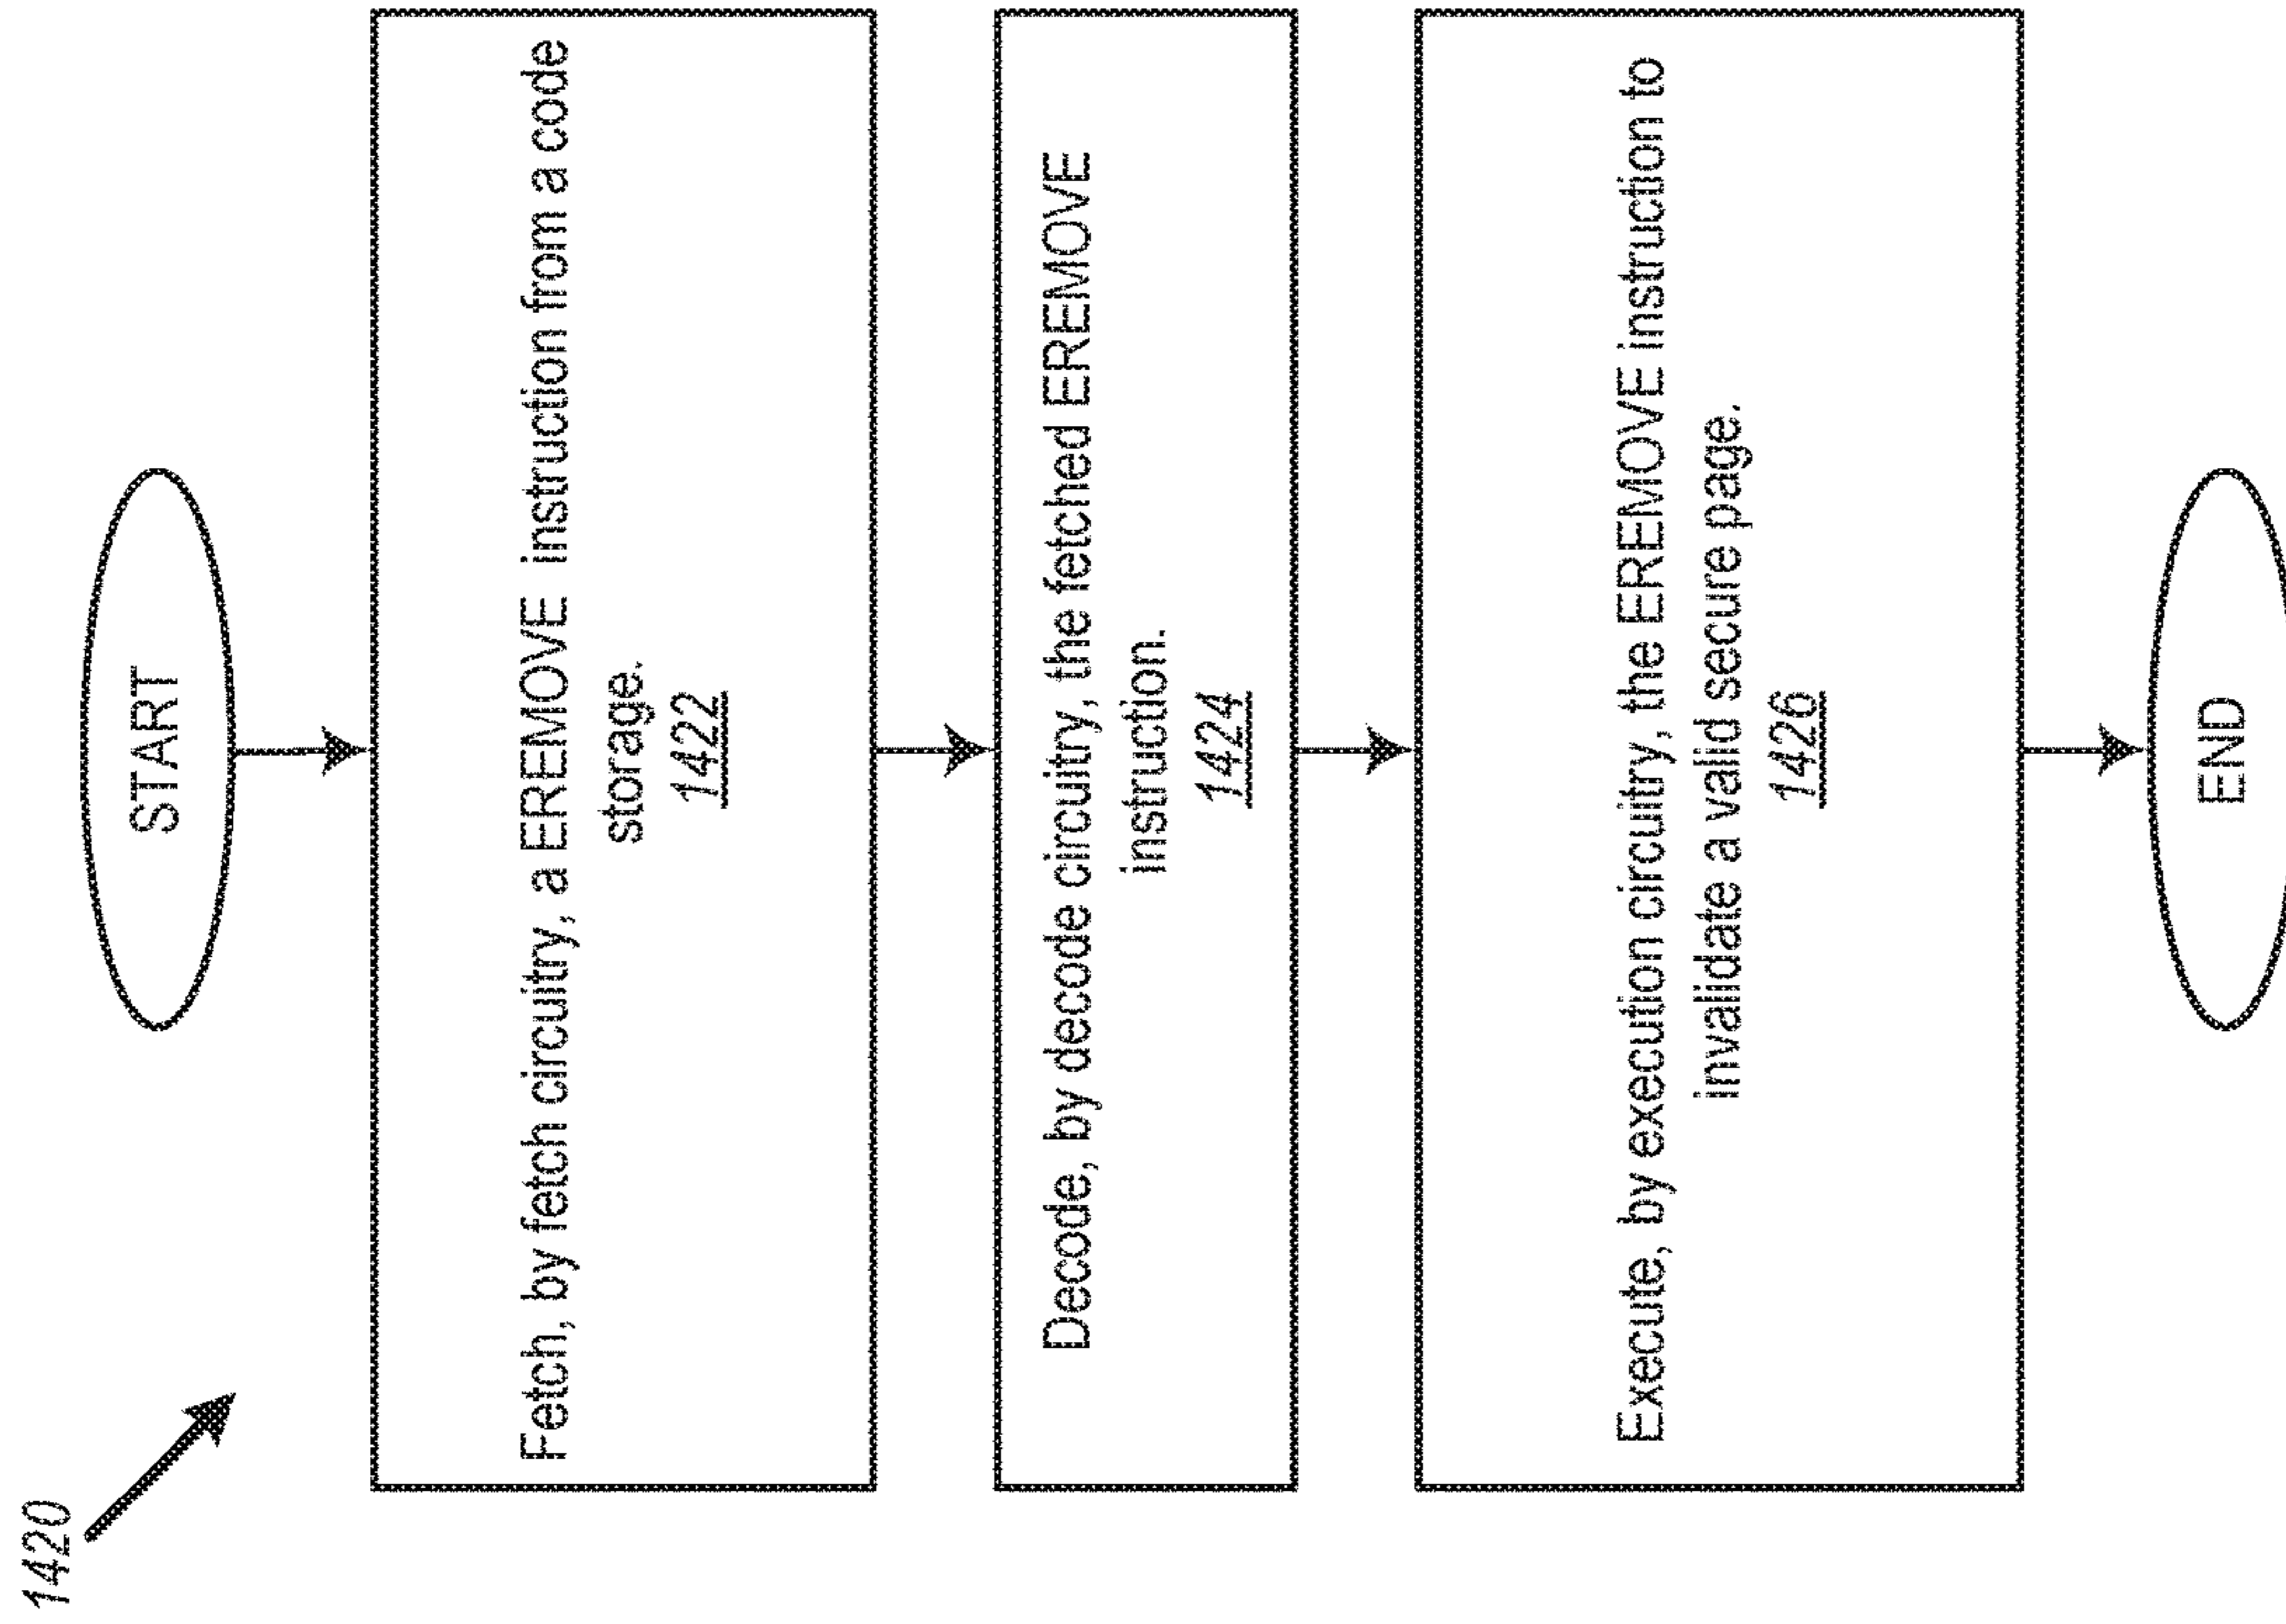 1420
START
Fetch, by fetch circuitry, a EREMOVE instruction from a code
storage.
1422
Decode, by decode circuitry, the fetched EREMOVE
instruction.
1424
Execute, by execution circuitry, the EREMOVE instruction to
invalidate a valid secure page.
1426
END